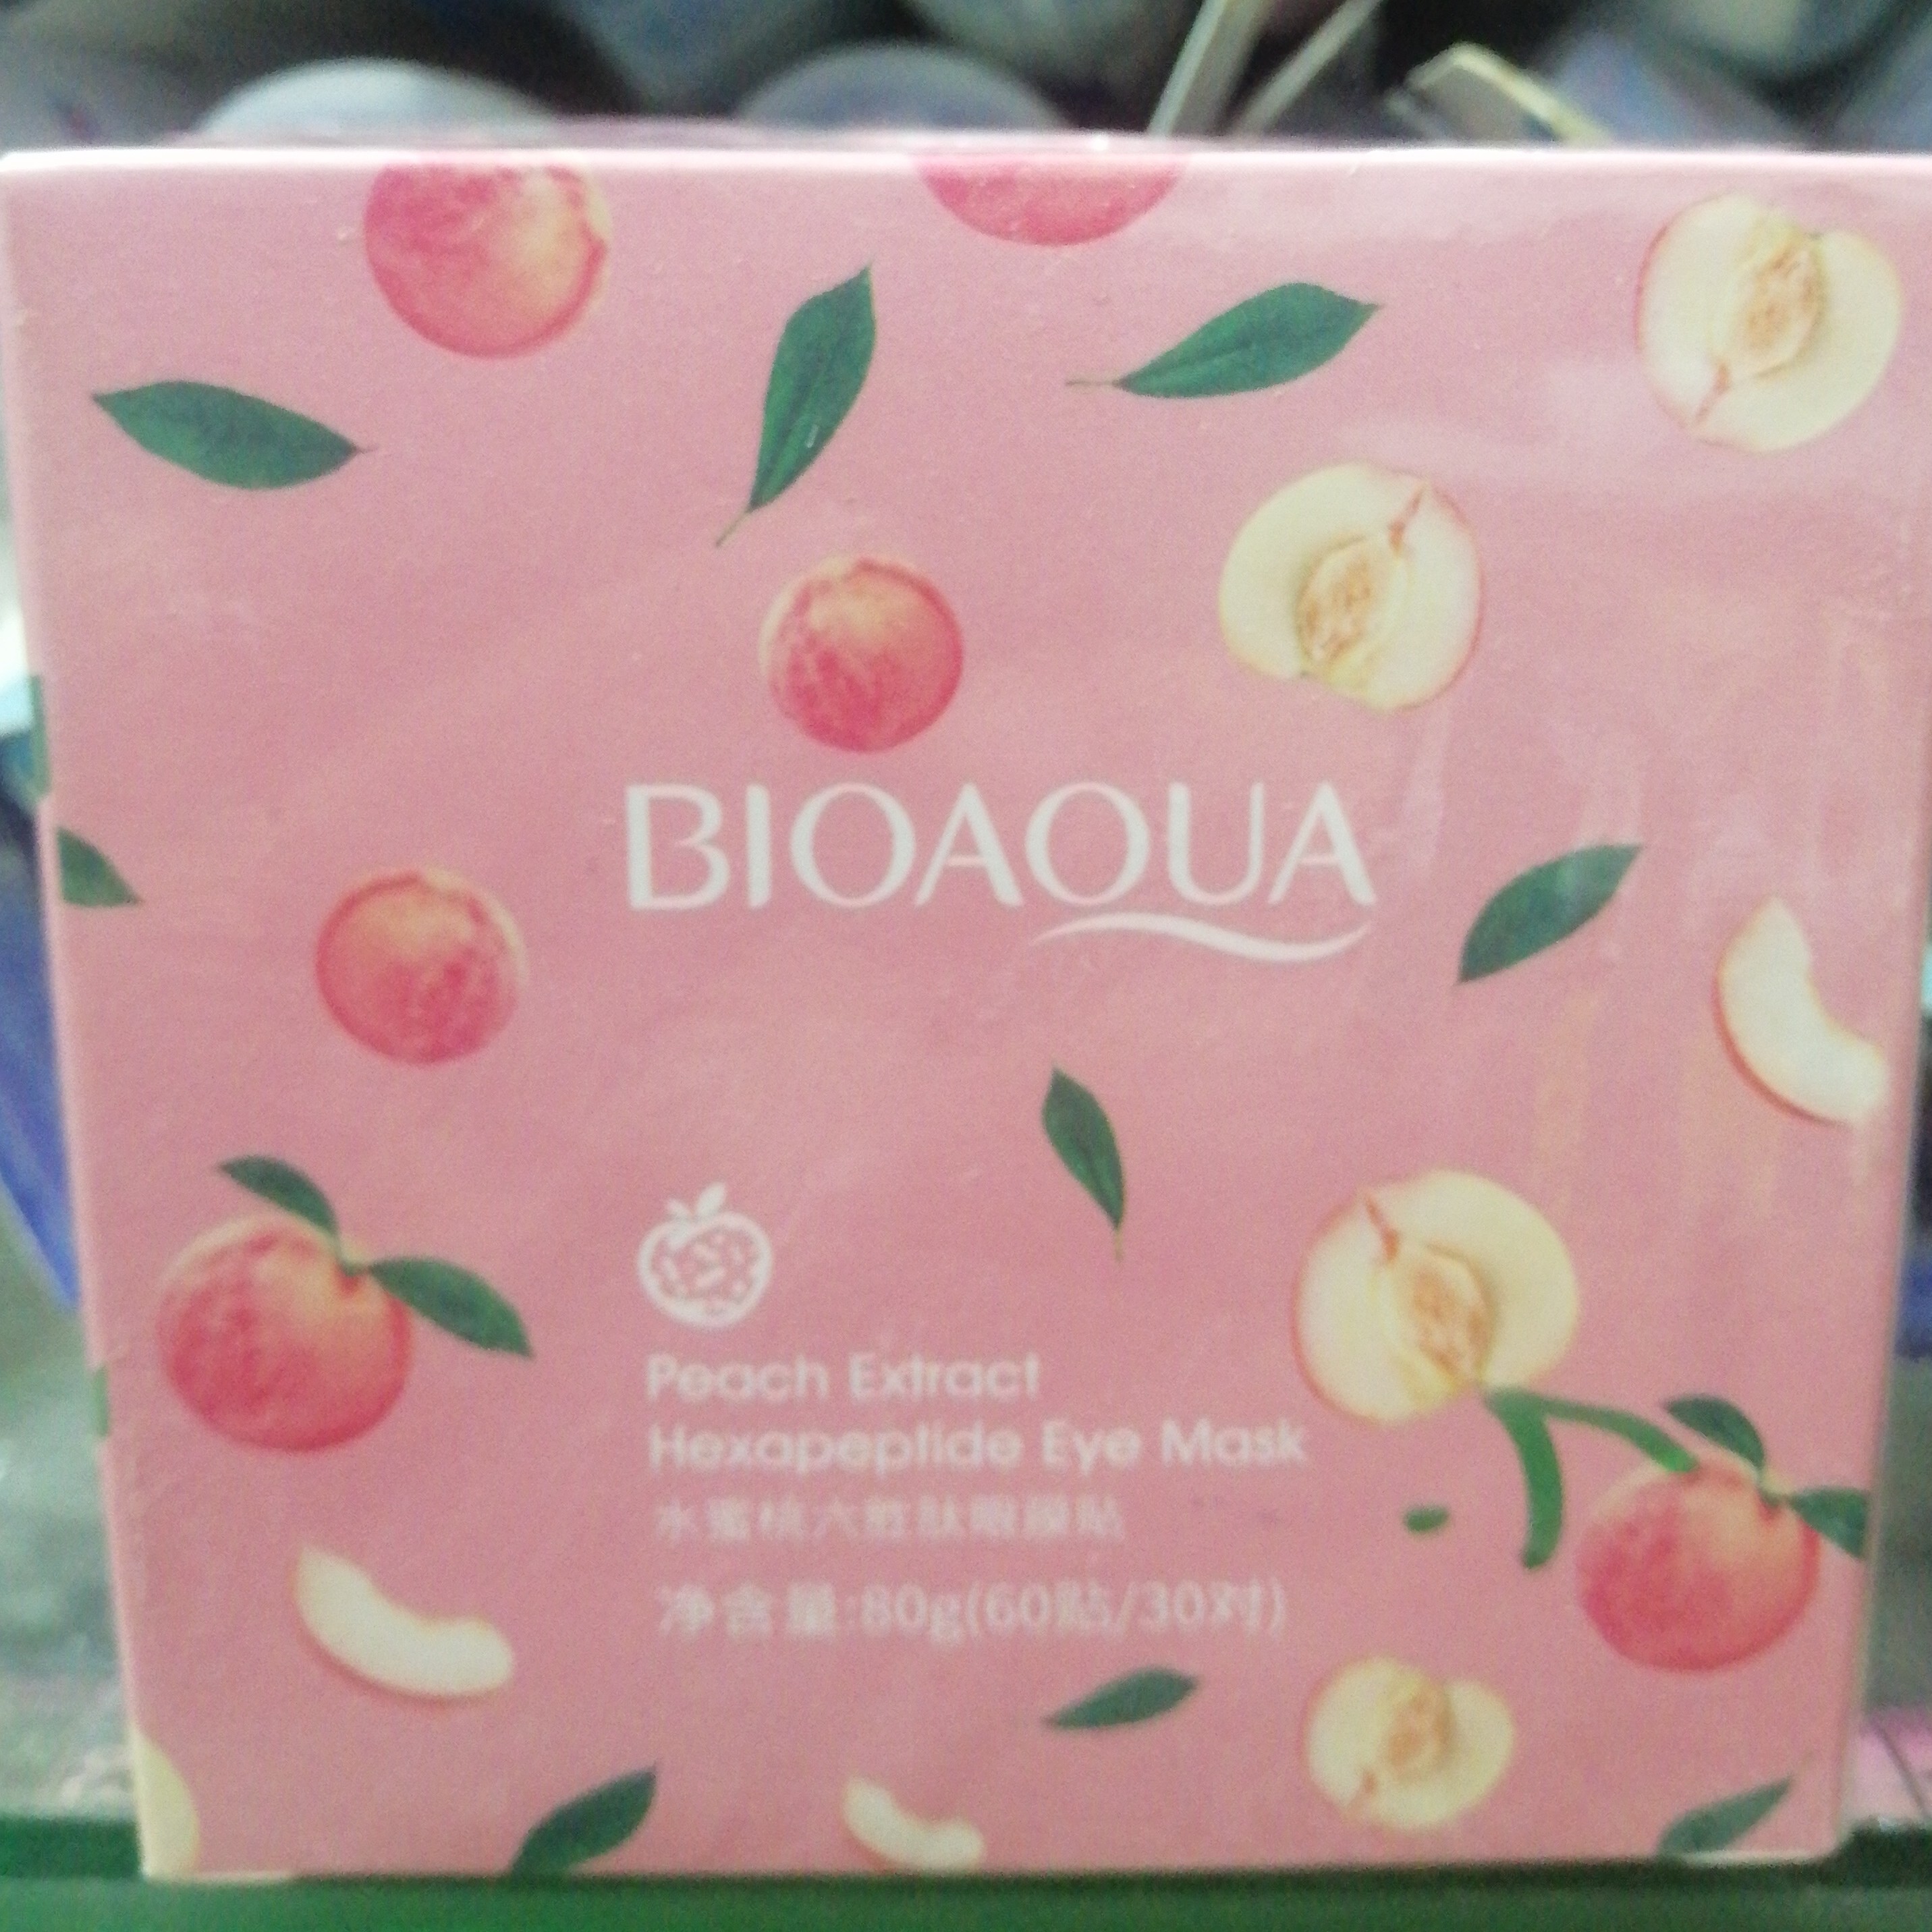 BIOAQUA
Peach Extract
Hexapeptide Eye Mask
水蜜桃六胜肽眼膜贴
净含量:80g(60贴/30对)